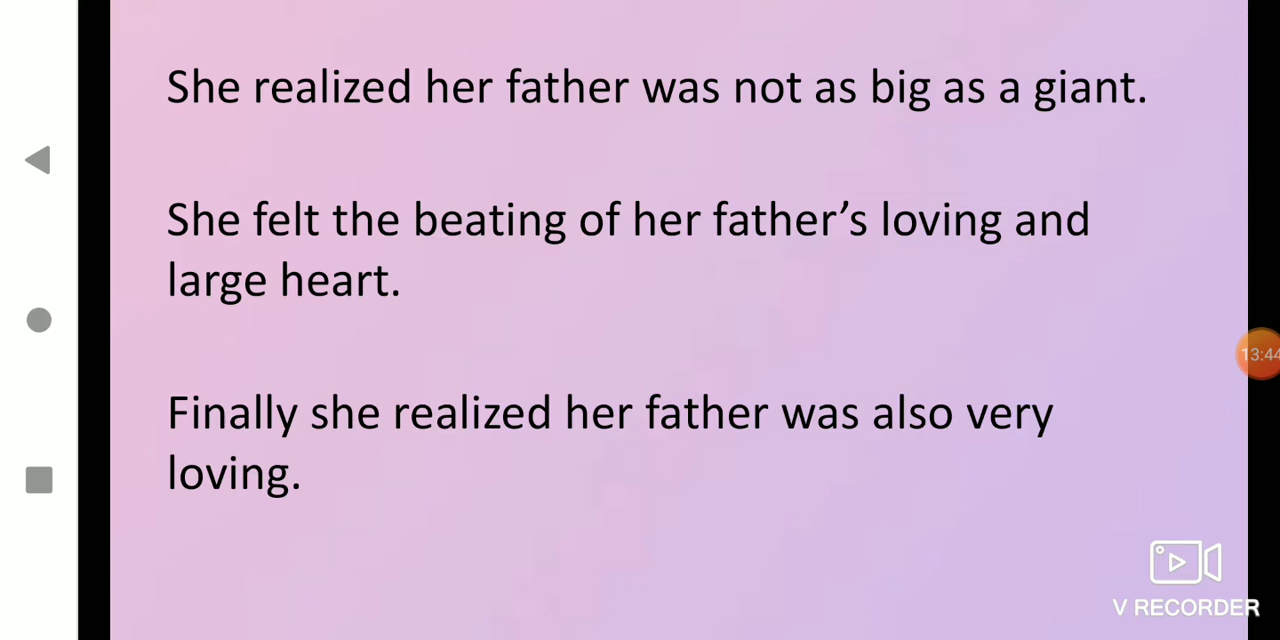 She realized her father was not as big as a giant.
She felt the beating of her father’s loving and
large heart.
Finally she realized her father was also very
loving.
13:44
V RECORDER